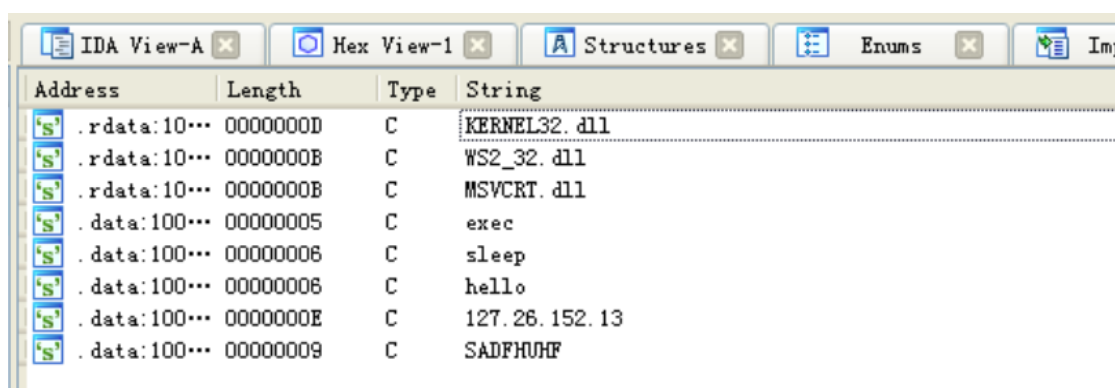 IDA View-A Hex View-1 Structures Enums
Address Length Type String
's' .rdata:10… 0000000D C KERNEL32.dll
's' .rdata:10… 0000000B C WS2_32.dll
's' .rdata:10… 0000000B C MSVCRT.dll
's' .data:100… 00000005 C exec
's' .data:100… 00000006 C sleep
's' .data:100… 00000006 C hello
's' .data:100… 0000000E C 127.26.152.13
's' .data:100… 00000009 C SADFHUHF